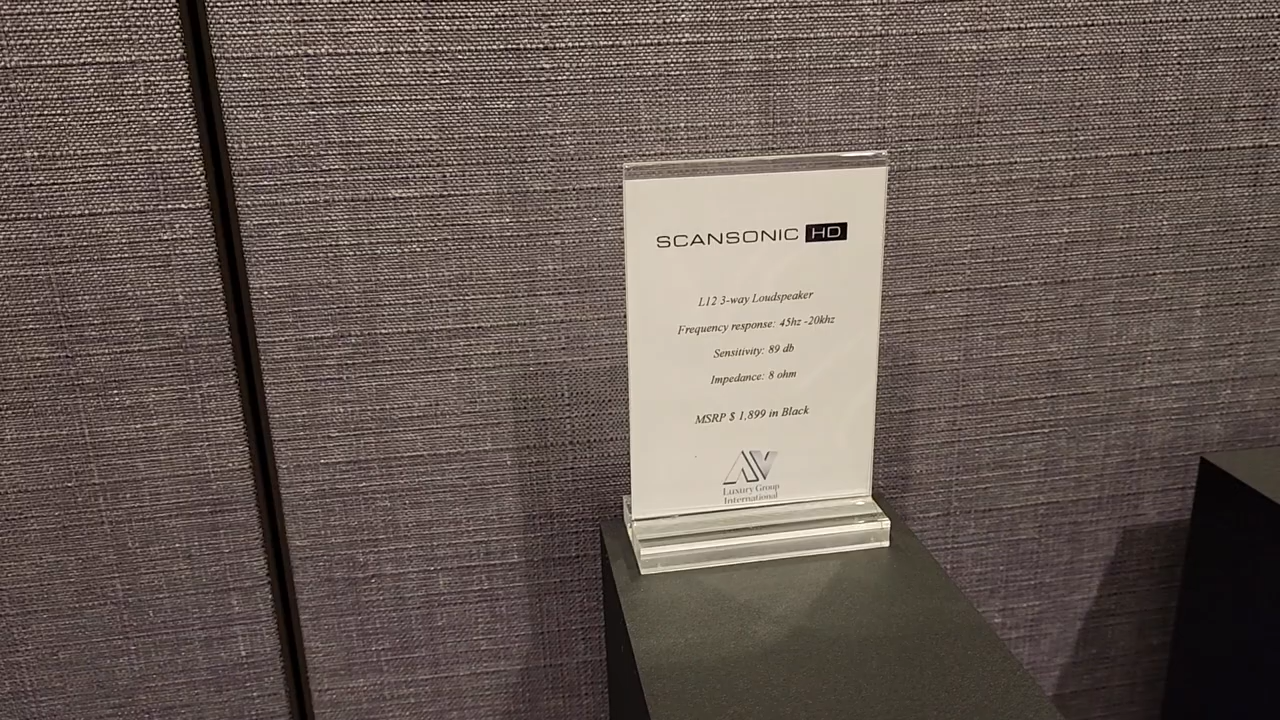 SCANSONIC HD
L12 3-way Loudspeaker
Frequency response: 45hz -20khz
Sensitivity: 89 db
Impedance: 8 ohm
MSRP $ 1,899 in Black
AV
Luxury Group
International